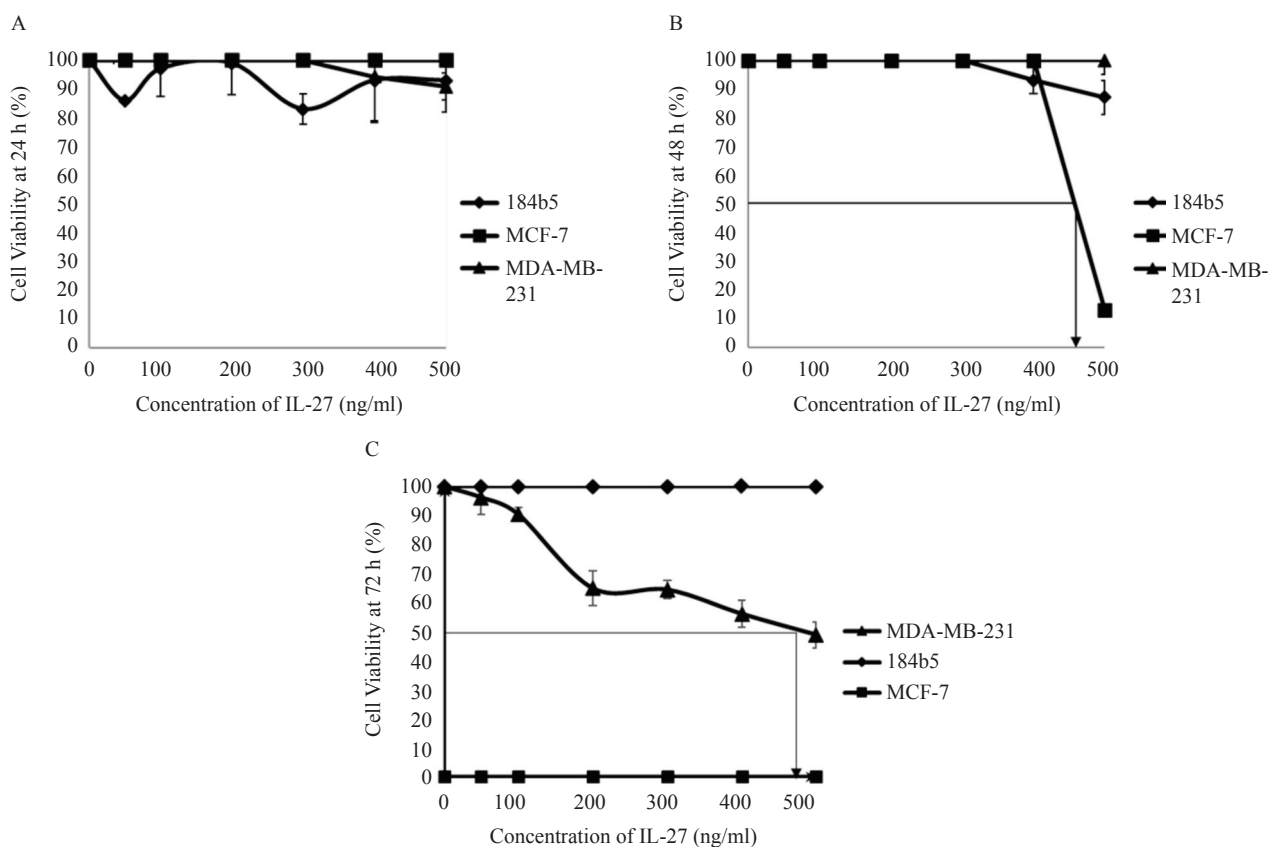 A
100
90
80
70
60
50
40
30
20
10
0
Cell Viability at 24 h (%)
0 100 200 300 400 500
Concentration of IL-27 (ng/ml)
184b5
MCF-7
MDA-MB-
231
B
100
90
80
70
60
50
40
30
20
10
0
Cell Viability at 48 h (%)
0 100 200 300 400 500
Concentration of IL-27 (ng/ml)
184b5
MCF-7
MDA-MB-
231
C
100
90
80
70
60
50
40
30
20
10
0
Cell Viability at 72 h (%)
0 100 200 300 400 500
Concentration of IL-27 (ng/ml)
MDA-MB-231
184b5
MCF-7